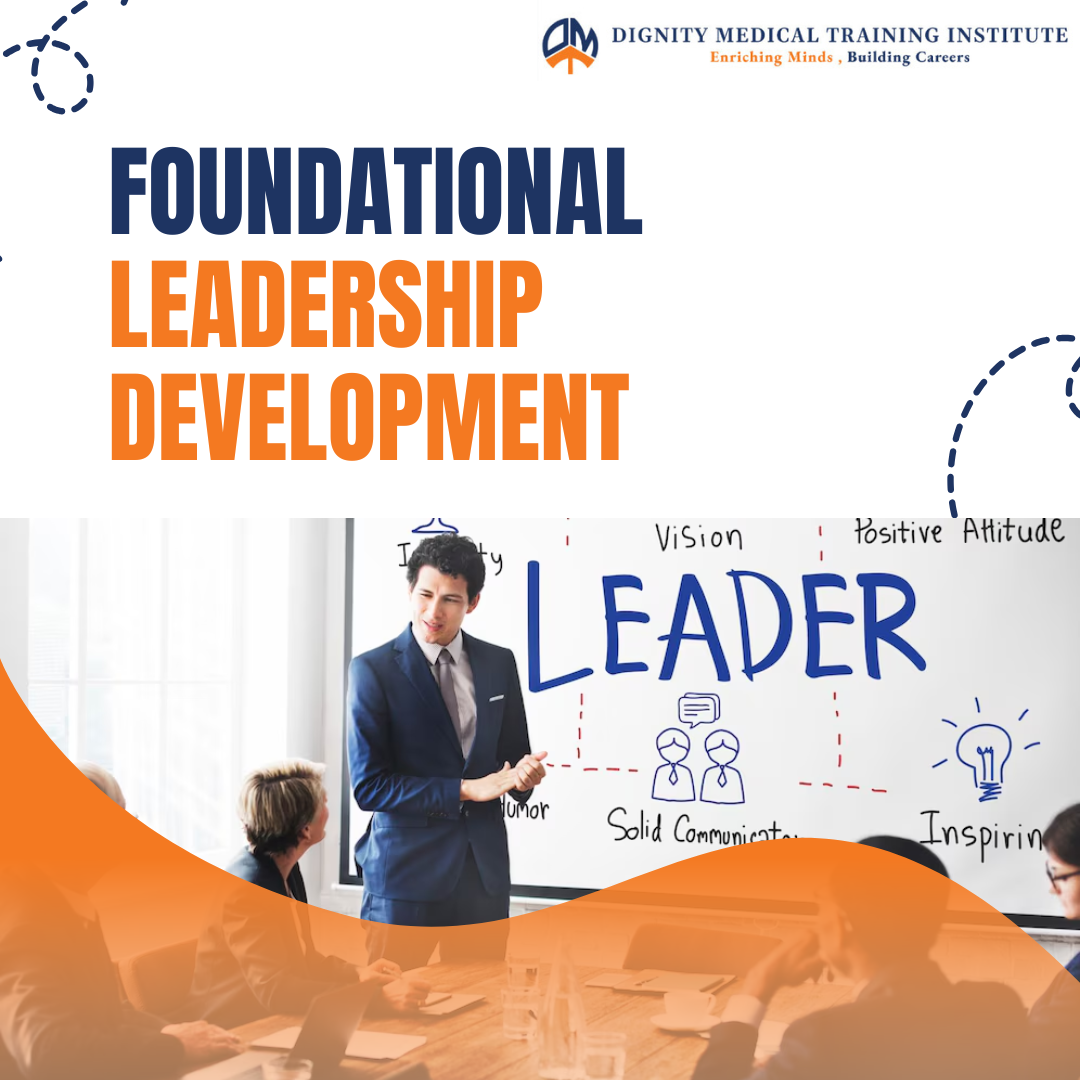 DIGNITY MEDICAL TRAINING INSTITUTE
Enriching Minds , Building Careers
FOUNDATIONAL
LEADERSHIP
DEVELOPMENT
Vision
Positive Attitude
LEADER
Solid